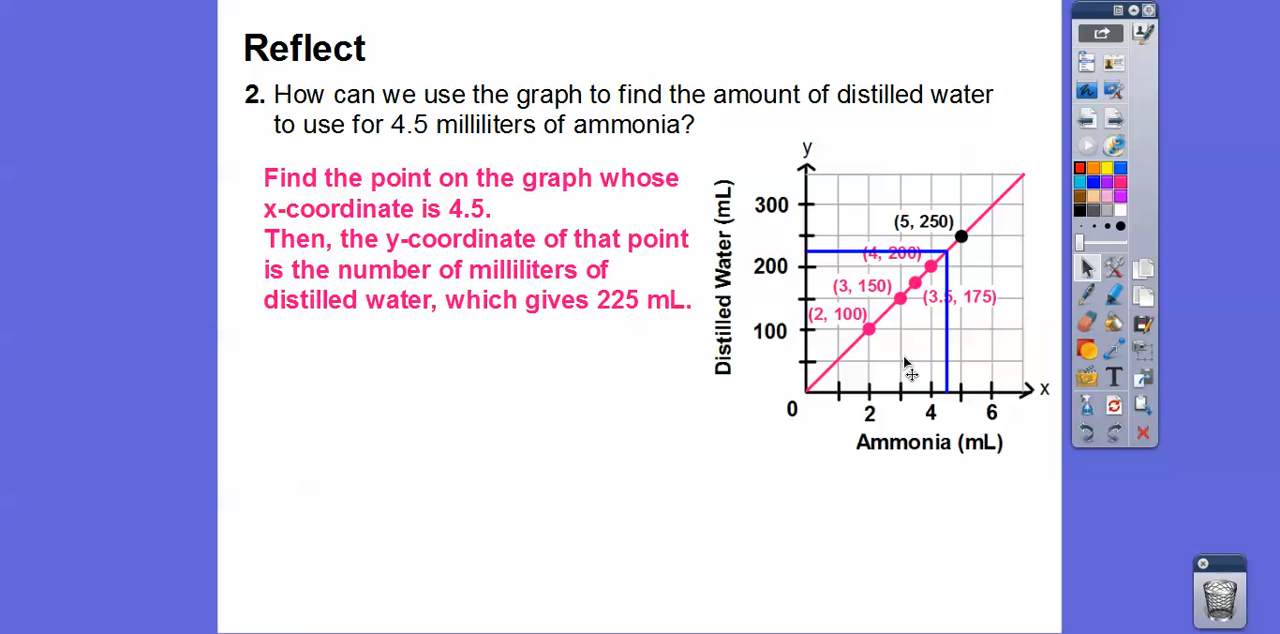 Reflect
2. How can we use the graph to find the amount of distilled water
to use for 4.5 milliliters of ammonia?
Find the point on the graph whose
x-coordinate is 4.5.
Then, the y-coordinate of that point
is the number of milliliters of
distilled water, which gives 225 mL.
y
Distilled Water (mL)
300
200
100
0
(5, 250)
(4, 200)
(3, 150)
(3.5, 175)
(2, 100)
2 4 6
x
Ammonia (mL)